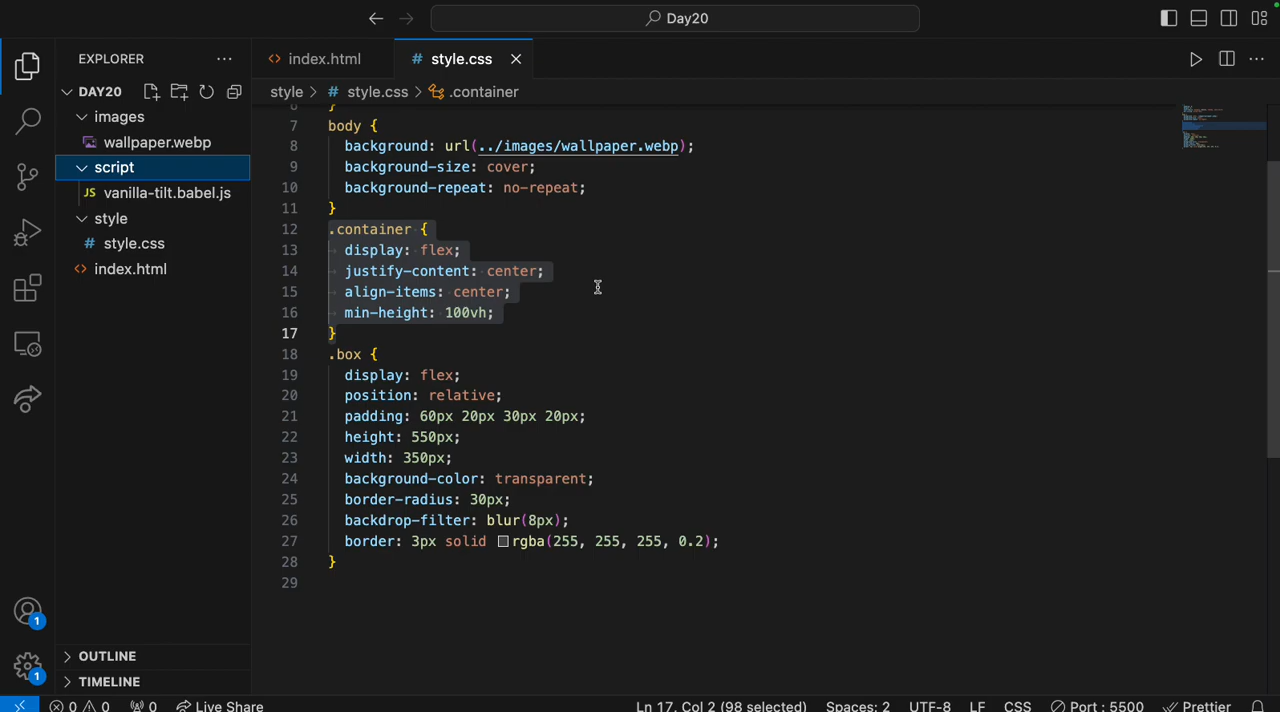 Day20
EXPLORER
DAY20
images
wallpaper.webp
script
JS vanilla-tilt.babel.js
style
# style.css
<> index.html
OUTLINE
TIMELINE
<> index.html
# style.css
style > # style.css > .container
6 }
7 body {
8 background: url(../images/wallpaper.webp);
9 background-size: cover;
10 background-repeat: no-repeat;
11 }
12 .container {
13 display: flex;
14 justify-content: center;
15 align-items: center;
16 min-height: 100vh;
17 }
18 .box {
19 display: flex;
20 position: relative;
21 padding: 60px 20px 30px 20px;
22 height: 550px;
23 width: 350px;
24 background-color: transparent;
25 border-radius: 30px;
26 backdrop-filter: blur(8px);
27 border: 3px solid rgba(255, 255, 255, 0.2);
28 }
29
1
1
0 0 0 Live Share Ln 17, Col 2 (98 selected) Spaces: 2 UTF-8 LF CSS Port : 5500 Prettier